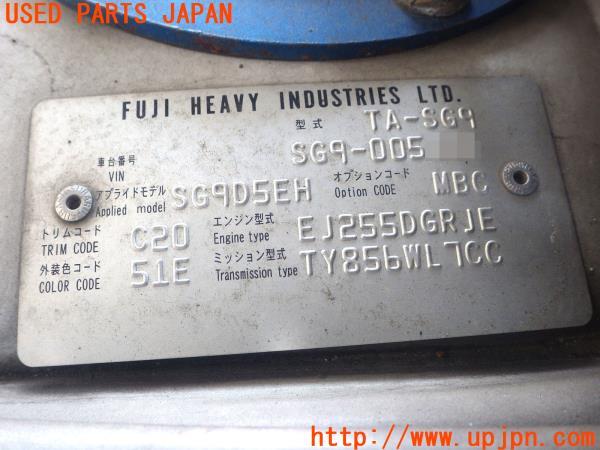 USED PARTS JAPAN
FUJI HEAVY INDUSTRIES LTD.
型式 TA-SG9
車台番号 SG9-005
VIN
アプライドモデル SG9D5EH オプションコード MBC
Applied model Option CODE
トリムコード C20 エンジン型式 EJ255DGRJE
TRIM CODE Engine type
外装色コード 51E ミッション型式 TY856WL7CC
COLOR CODE Transmission type
http://www.upjpn.com/